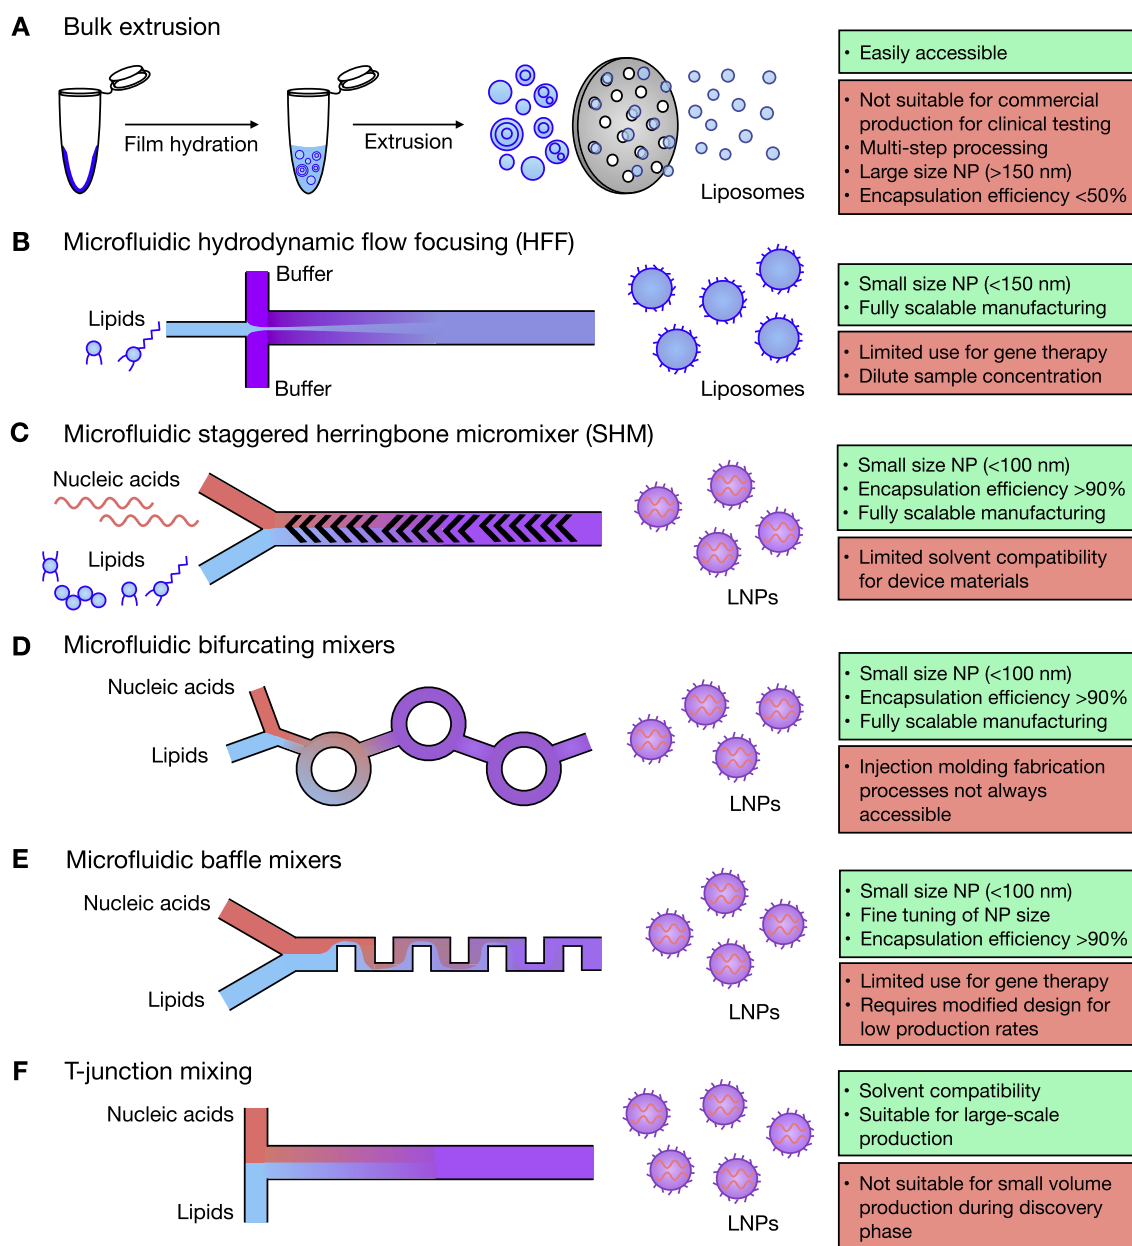 A Bulk extrusion
Film hydration
Extrusion
Liposomes
• Easily accessible
• Not suitable for commercial
production for clinical testing
• Multi-step processing
• Large size NP (>150 nm)
• Encapsulation efficiency <50%
B Microfluidic hydrodynamic flow focusing (HFF)
Buffer
Lipids
Buffer
Liposomes
• Small size NP (<150 nm)
• Fully scalable manufacturing
• Limited use for gene therapy
• Dilute sample concentration
C Microfluidic staggered herringbone micromixer (SHM)
Nucleic acids
Lipids
LNPs
• Small size NP (<100 nm)
• Encapsulation efficiency >90%
• Fully scalable manufacturing
• Limited solvent compatibility
for device materials
D Microfluidic bifurcating mixers
Nucleic acids
Lipids
LNPs
• Small size NP (<100 nm)
• Encapsulation efficiency >90%
• Fully scalable manufacturing
• Injection molding fabrication
processes not always
accessible
E Microfluidic baffle mixers
Nucleic acids
Lipids
LNPs
• Small size NP (<100 nm)
• Fine tuning of NP size
• Encapsulation efficiency >90%
• Limited use for gene therapy
• Requires modified design for
low production rates
F T-junction mixing
Nucleic acids
Lipids
LNPs
• Solvent compatibility
• Suitable for large-scale
production
• Not suitable for small volume
production during discovery
phase